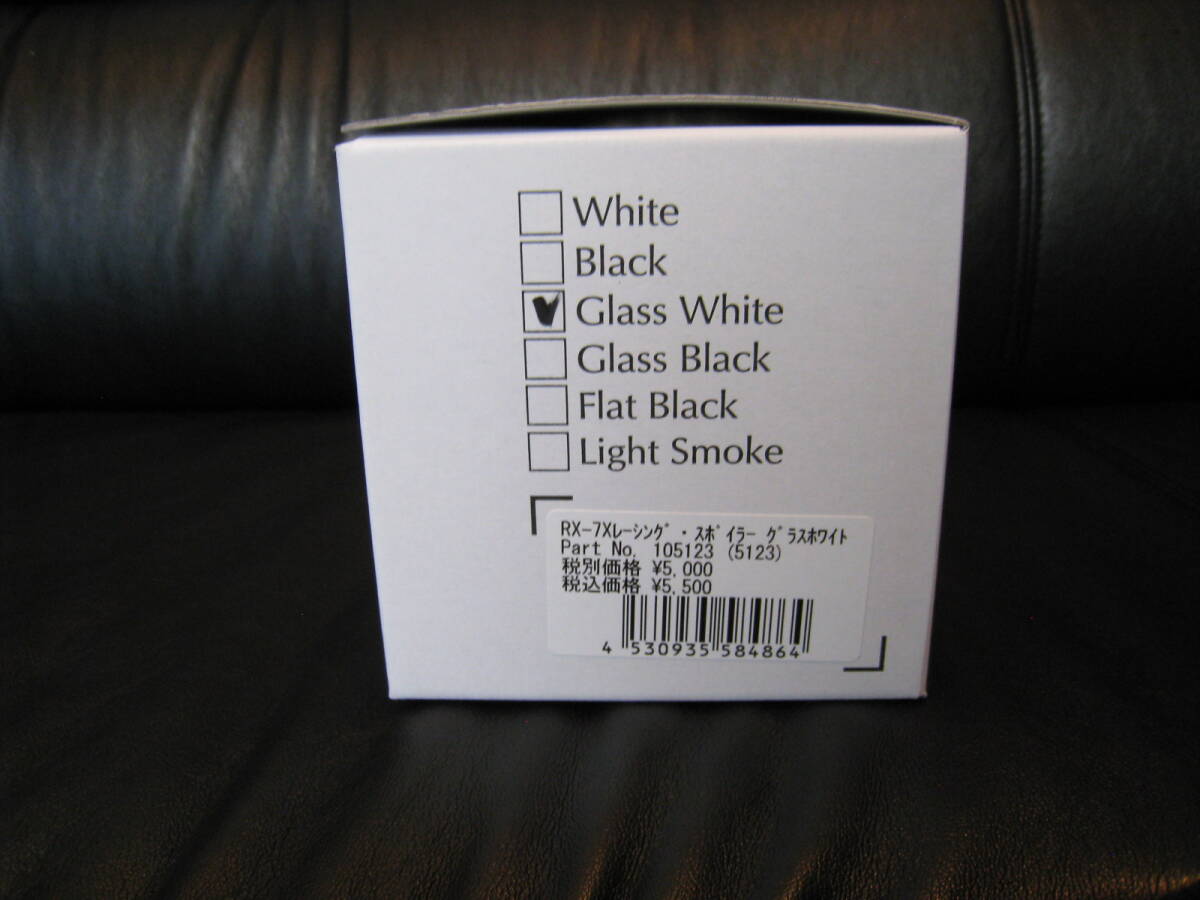 White
Black
Glass White
Glass Black
Flat Black
Light Smoke
RX-7Xﾚｰｼﾝｸﾞ・ｽﾎﾟｲﾗｰ ｸﾞﾗｽﾎﾜｲﾄ
Part No. 105123 (5123)
税別価格 ¥5,000
税込価格 ¥5,500
4 530935 584864